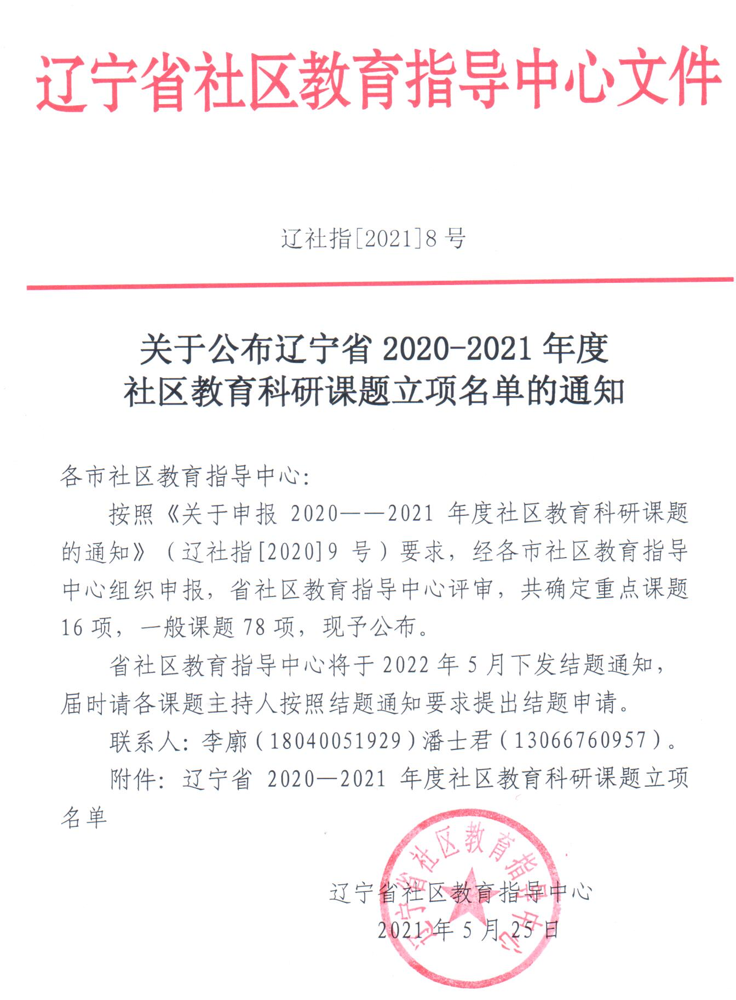 辽宁省社区教育指导中心文件
辽社指[2021]8 号
关于公布辽宁省 2020-2021 年度
社区教育科研课题立项名单的通知
各市社区教育指导中心：
按照《关于申报 2020——2021 年度社区教育科研课题
的通知》（辽社指[2020]9 号）要求，经各市社区教育指导
中心组织申报，省社区教育指导中心评审，共确定重点课题
16 项，一般课题 78 项，现予公布。
省社区教育指导中心将于 2022 年 5 月下发结题通知，
届时请各课题主持人按照结题通知要求提出结题申请。
联系人：李廓（18040051929）潘士君（13066760957）。
附件：辽宁省 2020—2021 年度社区教育科研课题立项
名单
辽宁省社区教育指导中心
辽宁省社区教育指导中心
2021 年 5 月 25 日